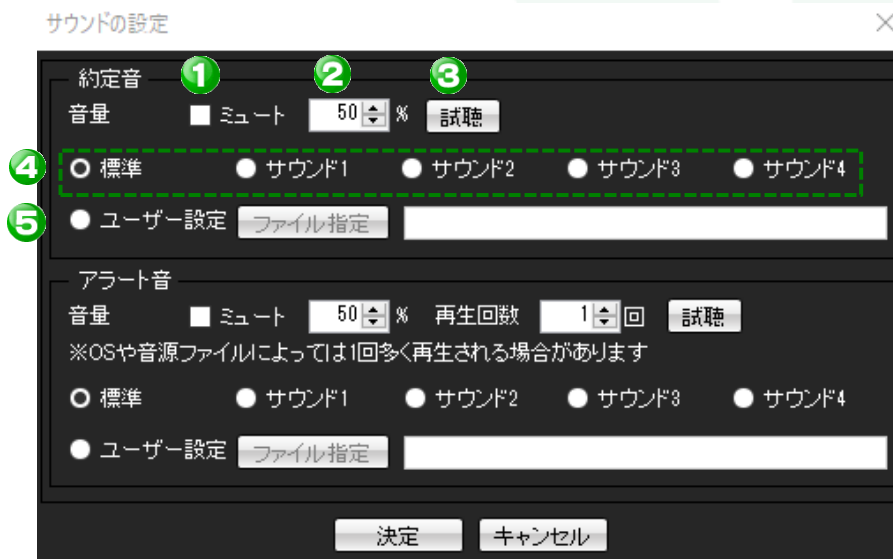 サウンドの設定
約定音 1 2 3
音量 ミュート 50 % 試聴
4 標準 サウンド1 サウンド2 サウンド3 サウンド4
5 ユーザー設定 ファイル指定
アラート音
音量 ミュート 50 % 再生回数 1 回 試聴
※OSや音源ファイルによっては1回多く再生される場合があります
標準 サウンド1 サウンド2 サウンド3 サウンド4
ユーザー設定 ファイル指定
決定 キャンセル